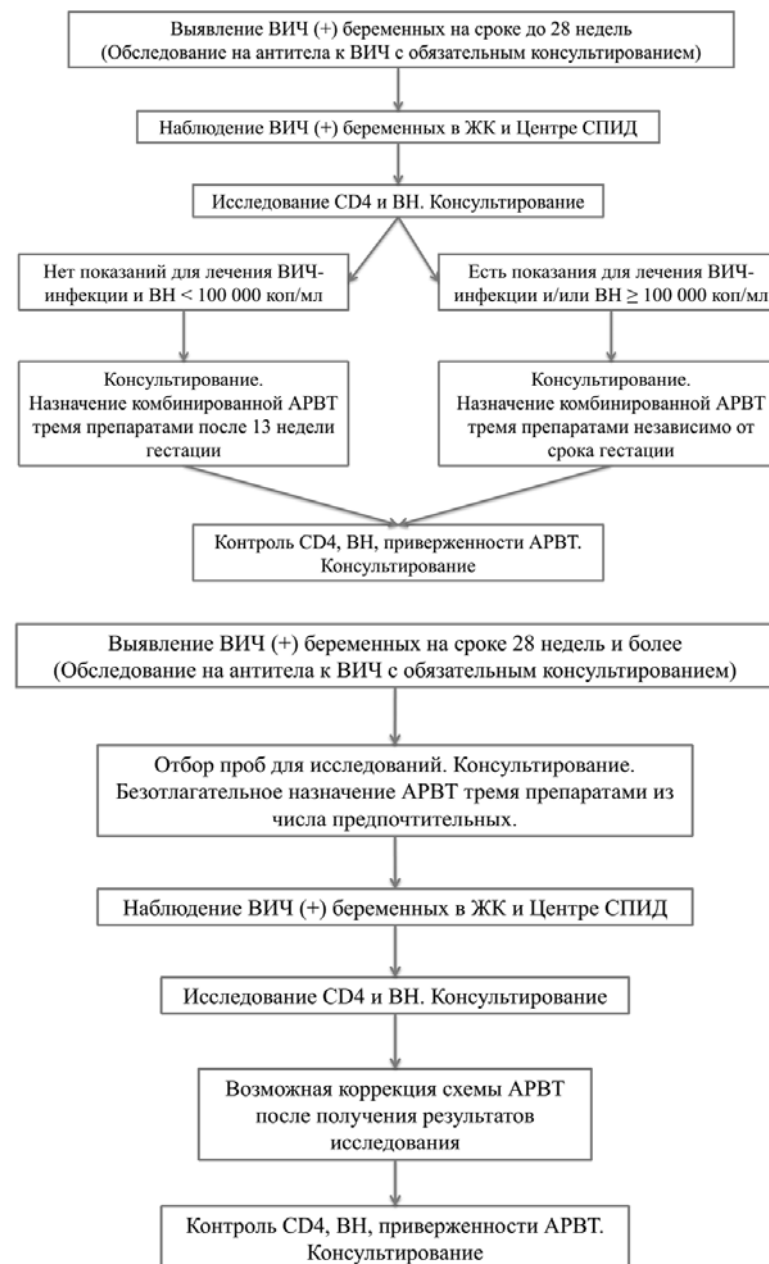 Выявление ВИЧ (+) беременных на сроке до 28 недель
(Обследование на антитела к ВИЧ с обязательным консультированием)
Наблюдение ВИЧ (+) беременных в ЖК и Центре СПИД
Исследование CD4 и ВН. Консультирование
Нет показаний для лечения ВИЧ-
инфекции и ВН < 100 000 коп/мл
Есть показания для лечения ВИЧ-
инфекции и/или ВН ≥ 100 000 коп/мл
Консультирование.
Назначение комбинированной АРВТ
тремя препаратами после 13 недели
гестации
Консультирование.
Назначение комбинированной АРВТ
тремя препаратами независимо от
срока гестации
Контроль CD4, ВН, приверженности АРВТ.
Консультирование
Выявление ВИЧ (+) беременных на сроке 28 недель и более
(Обследование на антитела к ВИЧ с обязательным консультированием)
Отбор проб для исследований. Консультирование.
Безотлагательное назначение АРВТ тремя препаратами из
числа предпочтительных.
Наблюдение ВИЧ (+) беременных в ЖК и Центре СПИД
Исследование CD4 и ВН. Консультирование
Возможная коррекция схемы АРВТ
после получения результатов
исследования
Контроль CD4, ВН, приверженности АРВТ.
Консультирование